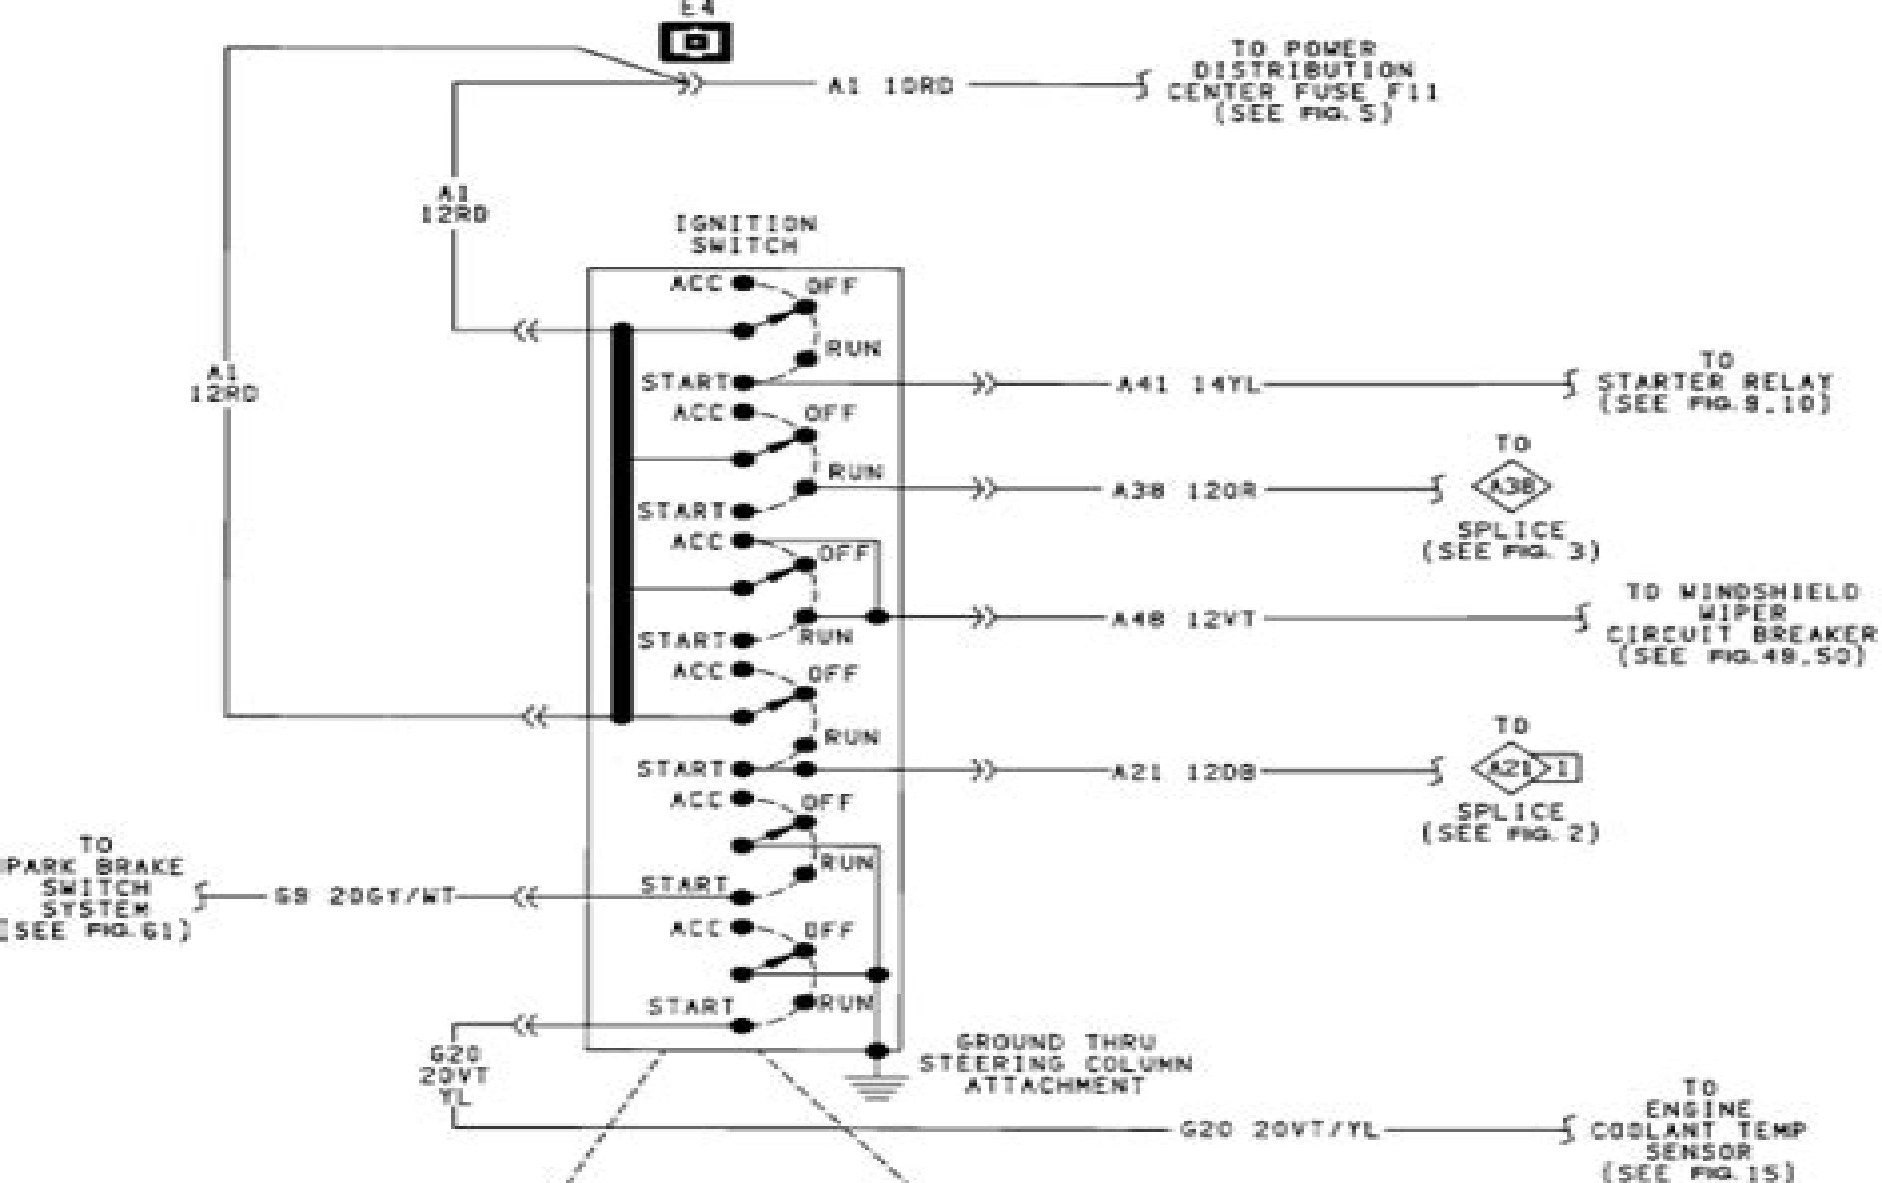 E4
TO POWER
DISTRIBUTION
CENTER FUSE F11
(SEE FIG.5)
A1 10RD
A1
12RD
IGNITION
SWITCH
ACC
OFF
RUN
START
A41 14YL
TO
STARTER RELAY
(SEE FIG.9,10)
A1
12RD
ACC
OFF
RUN
START
A38 12OR
TO
A38
SPLICE
(SEE FIG. 3)
ACC
OFF
RUN
START
A48 12VT
TO WINDSHIELD
WIPER
CIRCUIT BREAKER
(SEE FIG.49,50)
ACC
OFF
RUN
START
A21 12DB
TO
A21 1
SPLICE
(SEE FIG. 2)
ACC
OFF
RUN
START
TO
PARK BRAKE
SWITCH
SYSTEM
(SEE FIG.61)
G9 20GY/WT
ACC
OFF
RUN
START
G20
20VT
YL
GROUND THRU
STEERING COLUMN
ATTACHMENT
G20 20VT/YL
TO
ENGINE
COOLANT TEMP
SENSOR
(SEE FIG.15)